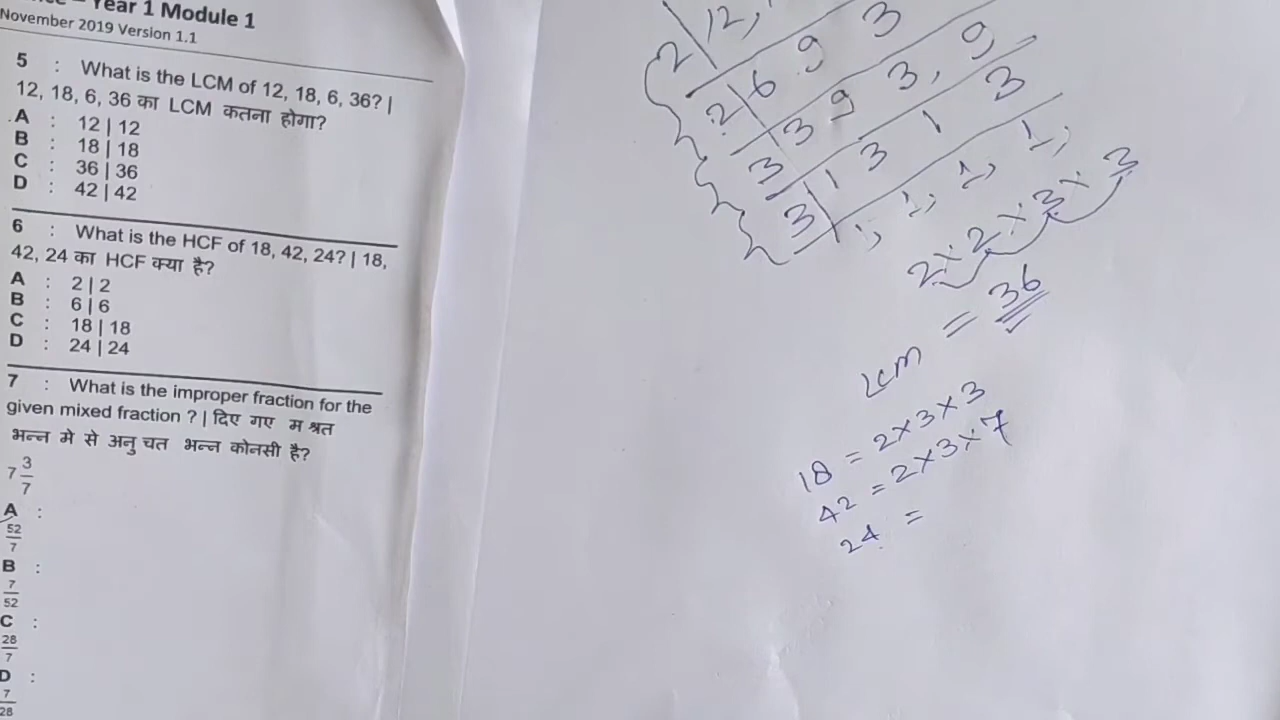 Year 1 Module 1
November 2019 Version 1.1
5 : What is the LCM of 12, 18, 6, 36? |
12, 18, 6, 36 का LCM कतना होगा?
A : 12 | 12
B : 18 | 18
C : 36 | 36
D : 42 | 42
6 : What is the HCF of 18, 42, 24? | 18,
42, 24 का HCF क्या है?
A : 2 | 2
B : 6 | 6
C : 18 | 18
D : 24 | 24
7 : What is the improper fraction for the
given mixed fraction ? | दिए गए म श्रत
भन्न मे से अनु चत भन्न कोनसी है?
7 3/7
A :
52/7
B :
7/52
C :
28/7
D :
7/28
2 12,
2 6 9 3
3 3 9 3, 9,
3 1 3 1 3
1, 1, 1, 1,
2 × 2 × 3 × 3
LCM = 36
18 = 2 × 3 × 3
42 = 2 × 3 × 7
24 =